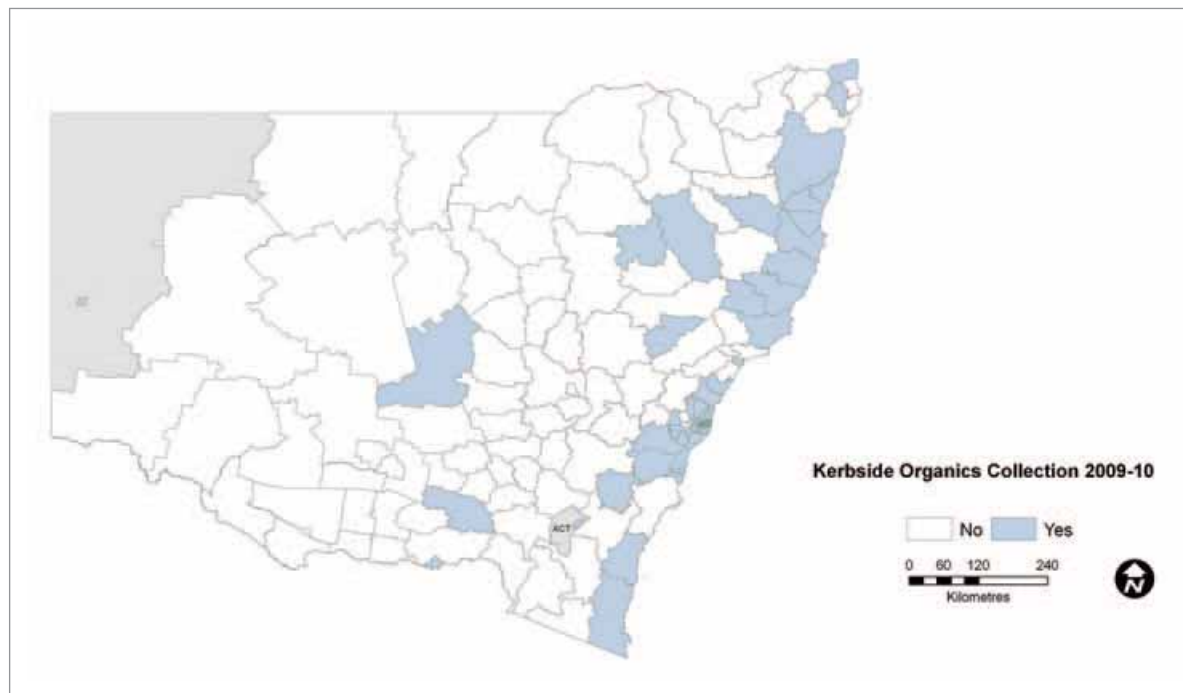 ACT
Kerbside Organics Collection 2009-10
No Yes
0 60 120 240
Kilometres
N